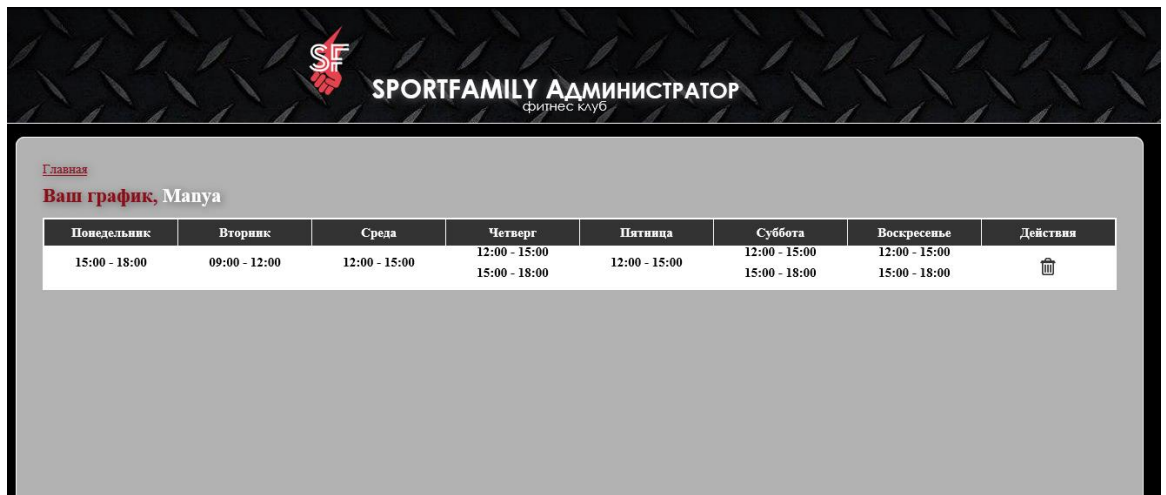 SF
SPORTFAMILY Администратор
фитнес клуб
Главная
Ваш график, Manya
Понедельник Вторник Среда Четверг Пятница Суббота Воскресенье Действия
15:00 - 18:00 09:00 - 12:00 12:00 - 15:00 12:00 - 15:00 12:00 - 15:00 12:00 - 15:00 12:00 - 15:00
15:00 - 18:00 15:00 - 18:00 15:00 - 18:00